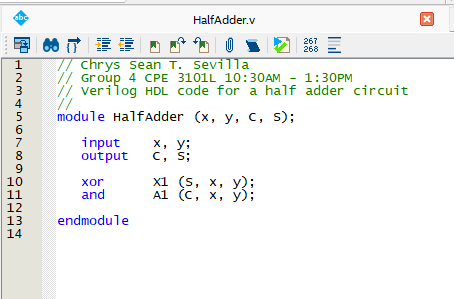 HalfAdder.v
abc
267
268
1 // Chrys Sean T. Sevilla
2 // Group 4 CPE 3101L 10:30AM - 1:30PM
3 // Verilog HDL code for a half adder circuit
4 //
5 module HalfAdder (x, y, C, S);
6
7 input x, y;
8 output C, S;
9
10 xor X1 (S, x, y);
11 and A1 (C, x, y);
12
13 endmodule
14